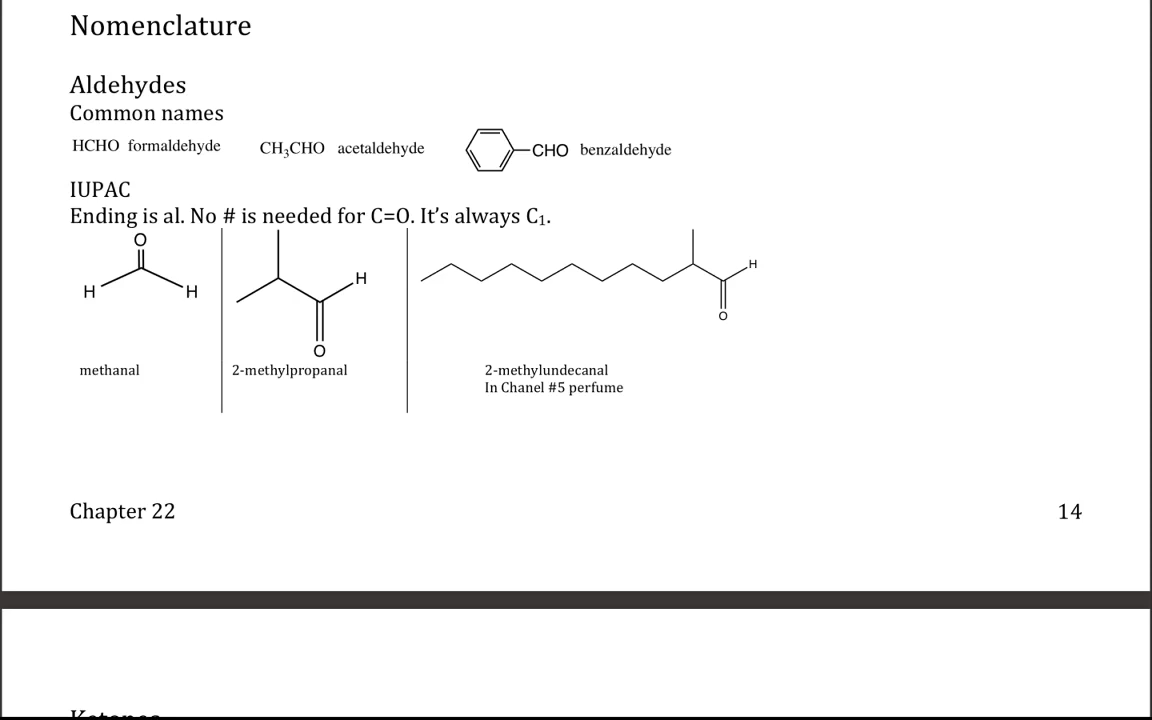 Nomenclature
Aldehydes
Common names
HCHO formaldehyde CH₃CHO acetaldehyde CHO benzaldehyde
IUPAC
Ending is al. No # is needed for C=O. It’s always C₁.
O
H H
H
O
H
O
methanal 2-methylpropanal 2-methylundecanal
In Chanel #5 perfume
Chapter 22 14